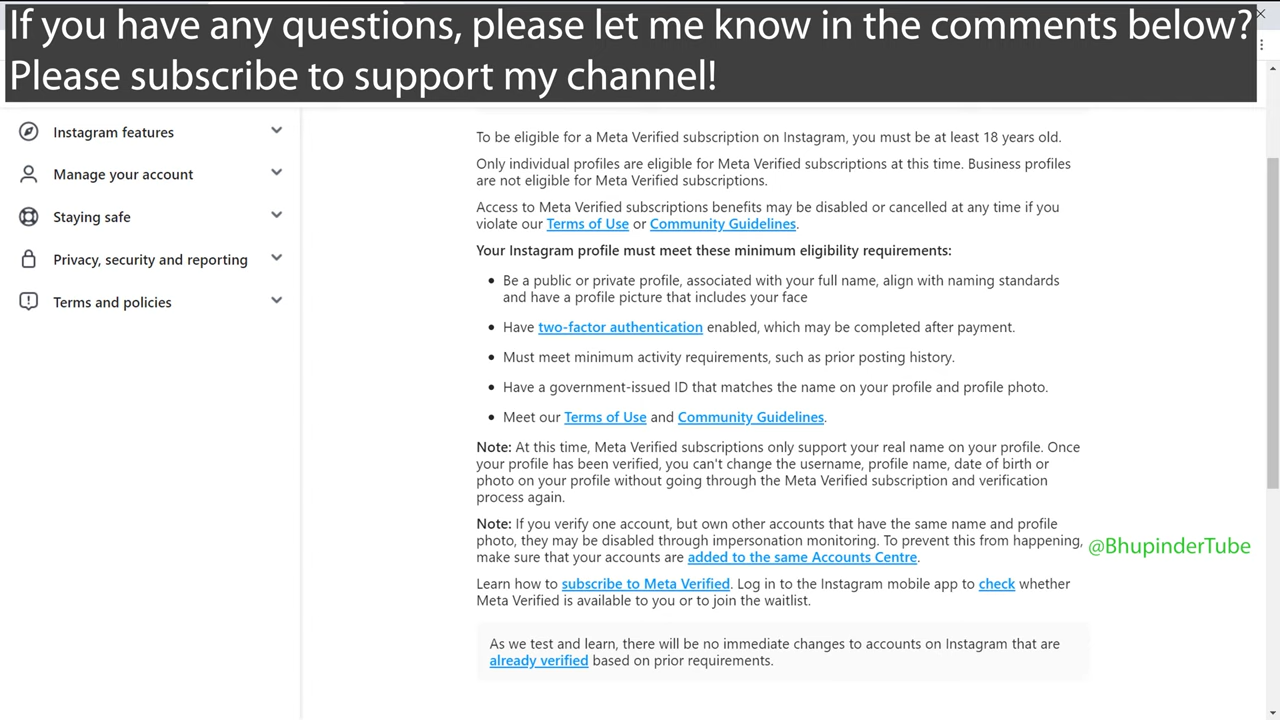 If you have any questions, please let me know in the comments below?
Please subscribe to support my channel!
Instagram features
Manage your account
Staying safe
Privacy, security and reporting
Terms and policies
To be eligible for a Meta Verified subscription on Instagram, you must be at least 18 years old.
Only individual profiles are eligible for Meta Verified subscriptions at this time. Business profiles
are not eligible for Meta Verified subscriptions.
Access to Meta Verified subscriptions benefits may be disabled or cancelled at any time if you
violate our Terms of Use or Community Guidelines.
Your Instagram profile must meet these minimum eligibility requirements:
• Be a public or private profile, associated with your full name, align with naming standards
and have a profile picture that includes your face
• Have two-factor authentication enabled, which may be completed after payment.
• Must meet minimum activity requirements, such as prior posting history.
• Have a government-issued ID that matches the name on your profile and profile photo.
• Meet our Terms of Use and Community Guidelines.
Note: At this time, Meta Verified subscriptions only support your real name on your profile. Once
your profile has been verified, you can't change the username, profile name, date of birth or
photo on your profile without going through the Meta Verified subscription and verification
process again.
Note: If you verify one account, but own other accounts that have the same name and profile
photo, they may be disabled through impersonation monitoring. To prevent this from happening,
make sure that your accounts are added to the same Accounts Centre.
@BhupinderTube
Learn how to subscribe to Meta Verified. Log in to the Instagram mobile app to check whether
Meta Verified is available to you or to join the waitlist.
As we test and learn, there will be no immediate changes to accounts on Instagram that are
already verified based on prior requirements.